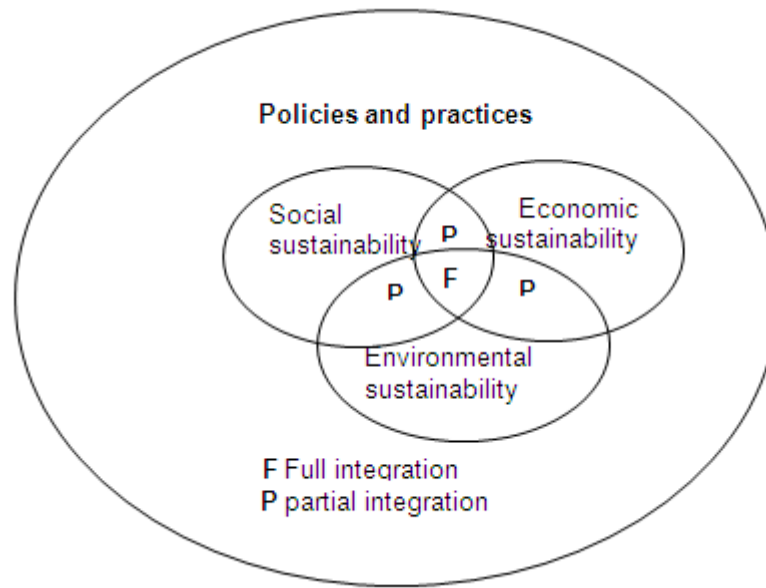 Policies and practices
Social
sustainability
Economic
sustainability
P
P
F
P
Environmental
sustainability
F Full integration
P partial integration